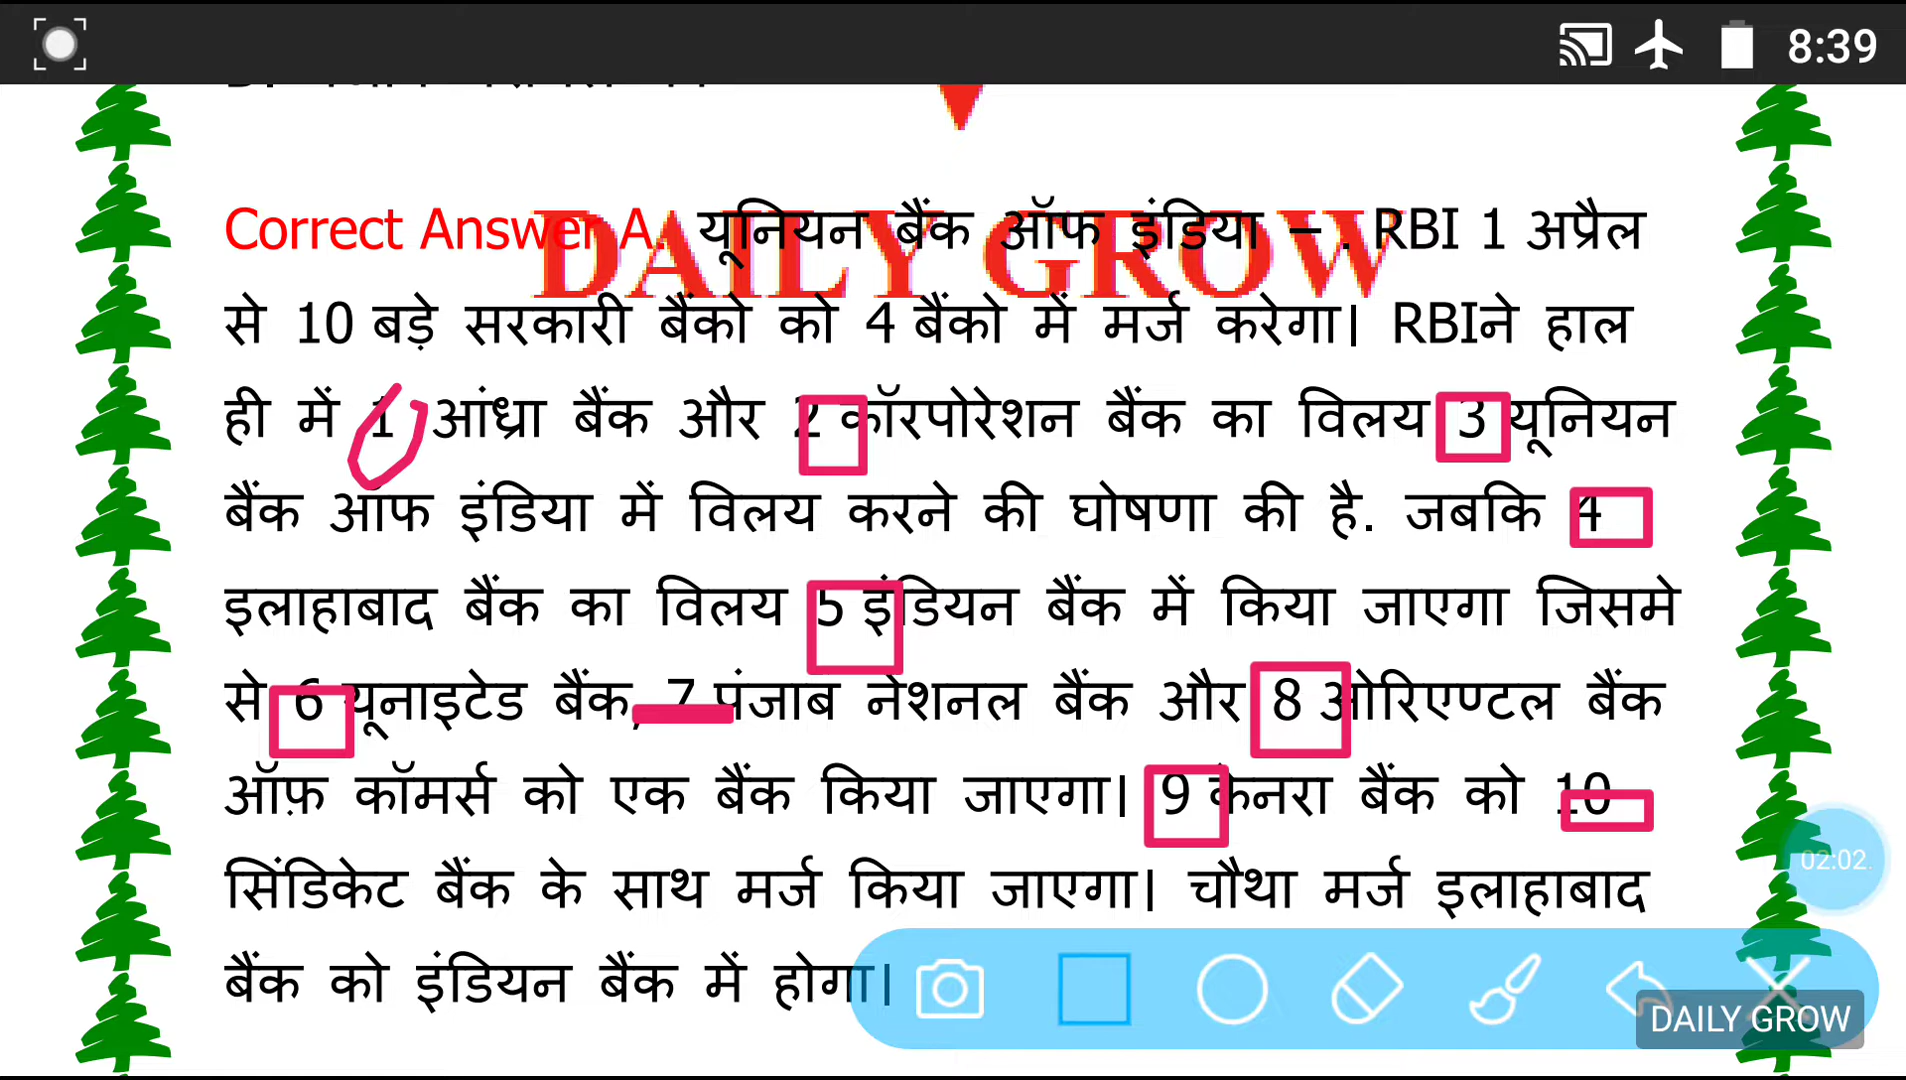 8:39
Correct Answer A. यूनियन बैंक ऑफ इंडिया – . RBI 1 अप्रैल
DAILY GROW
से 10 बड़े सरकारी बैंको को 4 बैंको में मर्ज करेगा। RBIने हाल
ही में 1 आंध्रा बैंक और 2 कॉरपोरेशन बैंक का विलय 3 यूनियन
बैंक ऑफ इंडिया में विलय करने की घोषणा की है. जबकि 4
इलाहाबाद बैंक का विलय 5 इंडियन बैंक में किया जाएगा जिसमे
से 6 यूनाइटेड बैंक, 7 पंजाब नेशनल बैंक और 8 ओरिएण्टल बैंक
ऑफ़ कॉमर्स को एक बैंक किया जाएगा। 9 केनरा बैंक को 10
02:02
सिंडिकेट बैंक के साथ मर्ज किया जाएगा। चौथा मर्ज इलाहाबाद
बैंक को इंडियन बैंक में होगा।
DAILY GROW